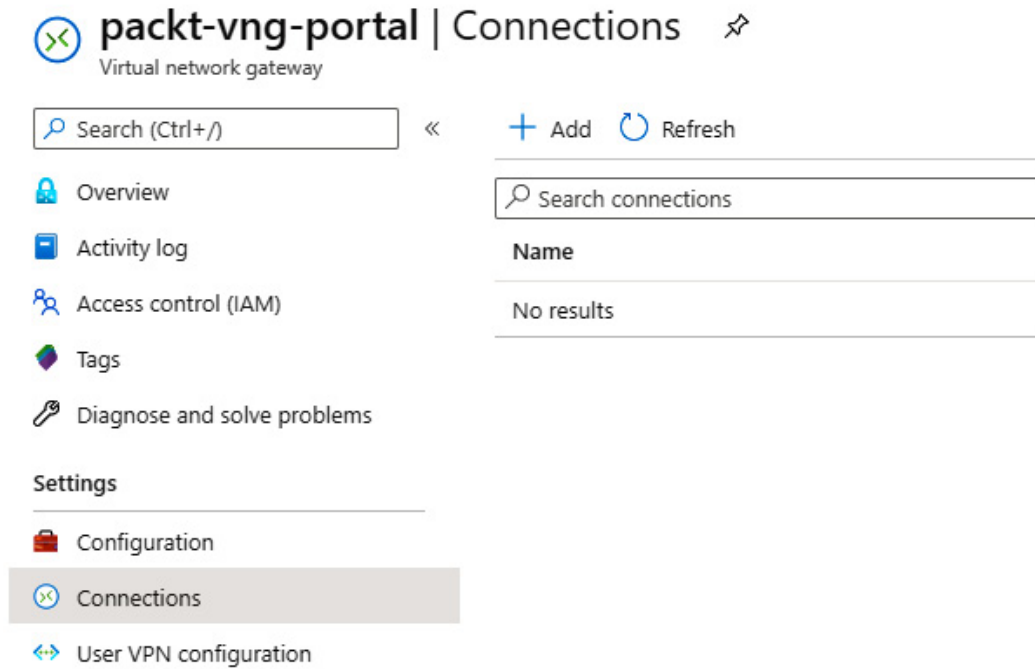 packt-vng-portal | Connections
Virtual network gateway
Search (Ctrl+/)
«
Overview
Activity log
Access control (IAM)
Tags
Diagnose and solve problems
Settings
Configuration
Connections
User VPN configuration
+ Add Refresh
Search connections
Name
No results